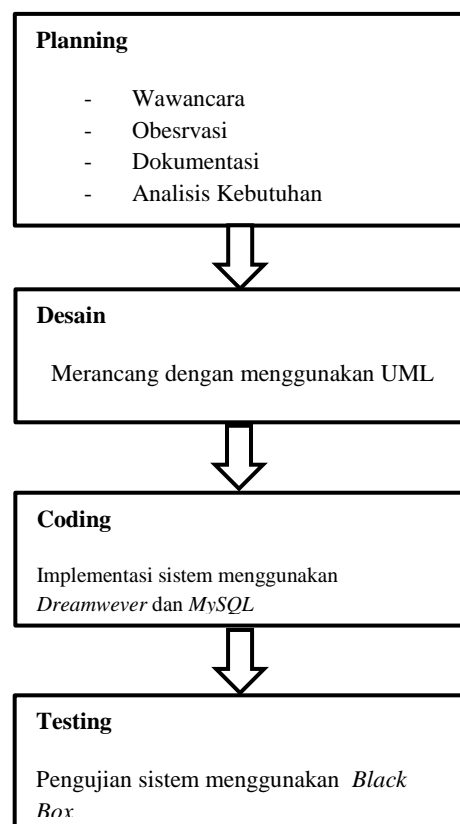 Planning
- Wawancara
- Obesrvasi
- Dokumentasi
- Analisis Kebutuhan
Desain
Merancang dengan menggunakan UML
Coding
Implementasi sistem menggunakan
Dreamwever dan MySQL
Testing
Pengujian sistem menggunakan Black
Box